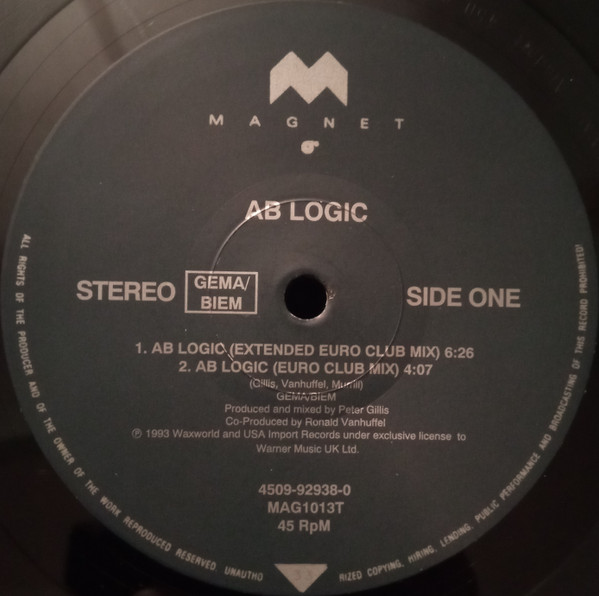 MAGNET
AB LOGIC
STEREO
GEMA/
BIEM
SIDE ONE
1. AB LOGIC (EXTENDED EURO CLUB MIX) 6:26
2. AB LOGIC (EURO CLUB MIX) 4:07
(Gillis, Vanhuffel, Murril)
GEMA/BIEM
Produced and mixed by Peter Gillis
Co-Produced by Ronald Vanhuffel
℗ 1993 Waxworld and USA Import Records under exclusive license to
Warner Music UK Ltd.
4509-92938-0
MAG1013T
45 RpM
33
ALL RIGHTS OF THE PRODUCER AND OF THE OWNER OF THE WORK REPRODUCED RESERVED UNAUTHO RIZED COPYING, HIRING, LENDING, PUBLIC PERFORMANCE AND BROADCASTING OF THIS RECORD PROHIBITED!